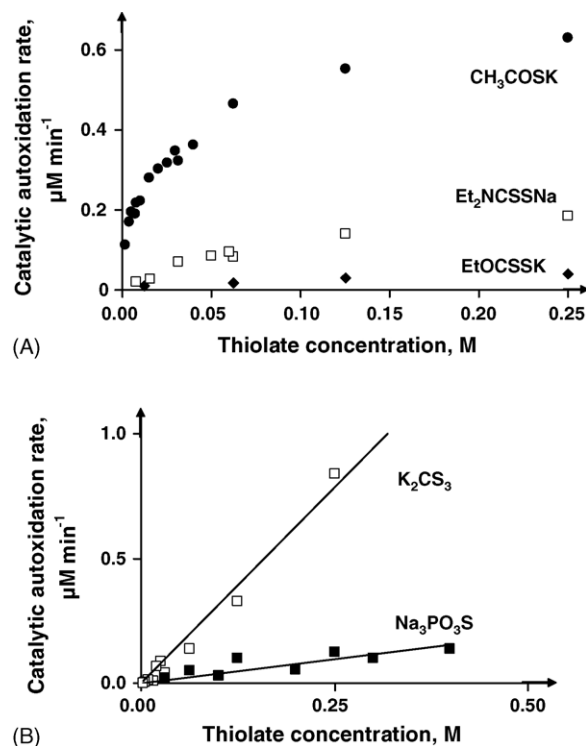 Catalytic autoxidation rate,
µM min⁻¹
0.6
0.4
0.2
0
CH₃COSK
Et₂NCSSNa
EtOCSSK
0.00
0.05
0.10
0.15
0.20
0.25
Thiolate concentration, M
(A)
Catalytic autoxidation rate,
µM min⁻¹
1.0
0.5
0.0
K₂CS₃
Na₃PO₃S
0.00
0.25
0.50
Thiolate concentration, M
(B)